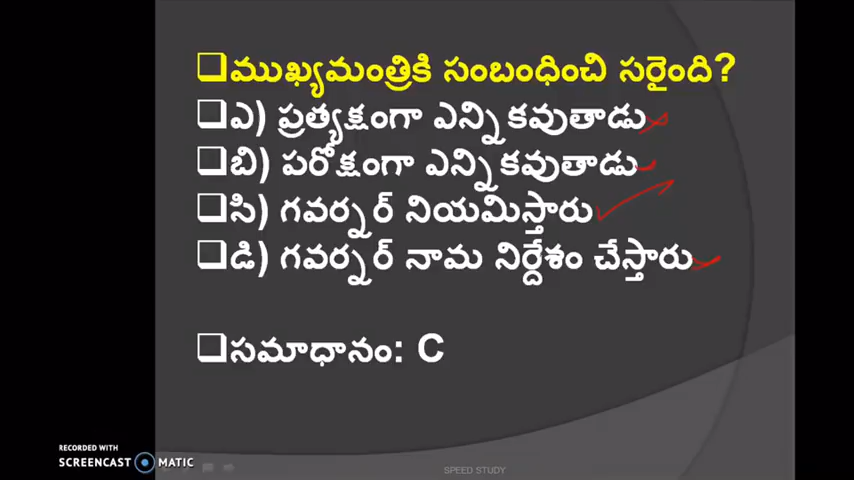 ముఖ్యమంత్రికి సంబంధించి సరైంది?
ఎ) ప్రత్యక్షంగా ఎన్నికవుతాడు
బి) పరోక్షంగా ఎన్నికవుతాడు
సి) గవర్నర్ నియమిస్తారు
డి) గవర్నర్ నామ నిర్దేశం చేస్తారు
సమాధానం: C
RECORDED WITH
SCREENCAST MATIC
SPEED STUDY